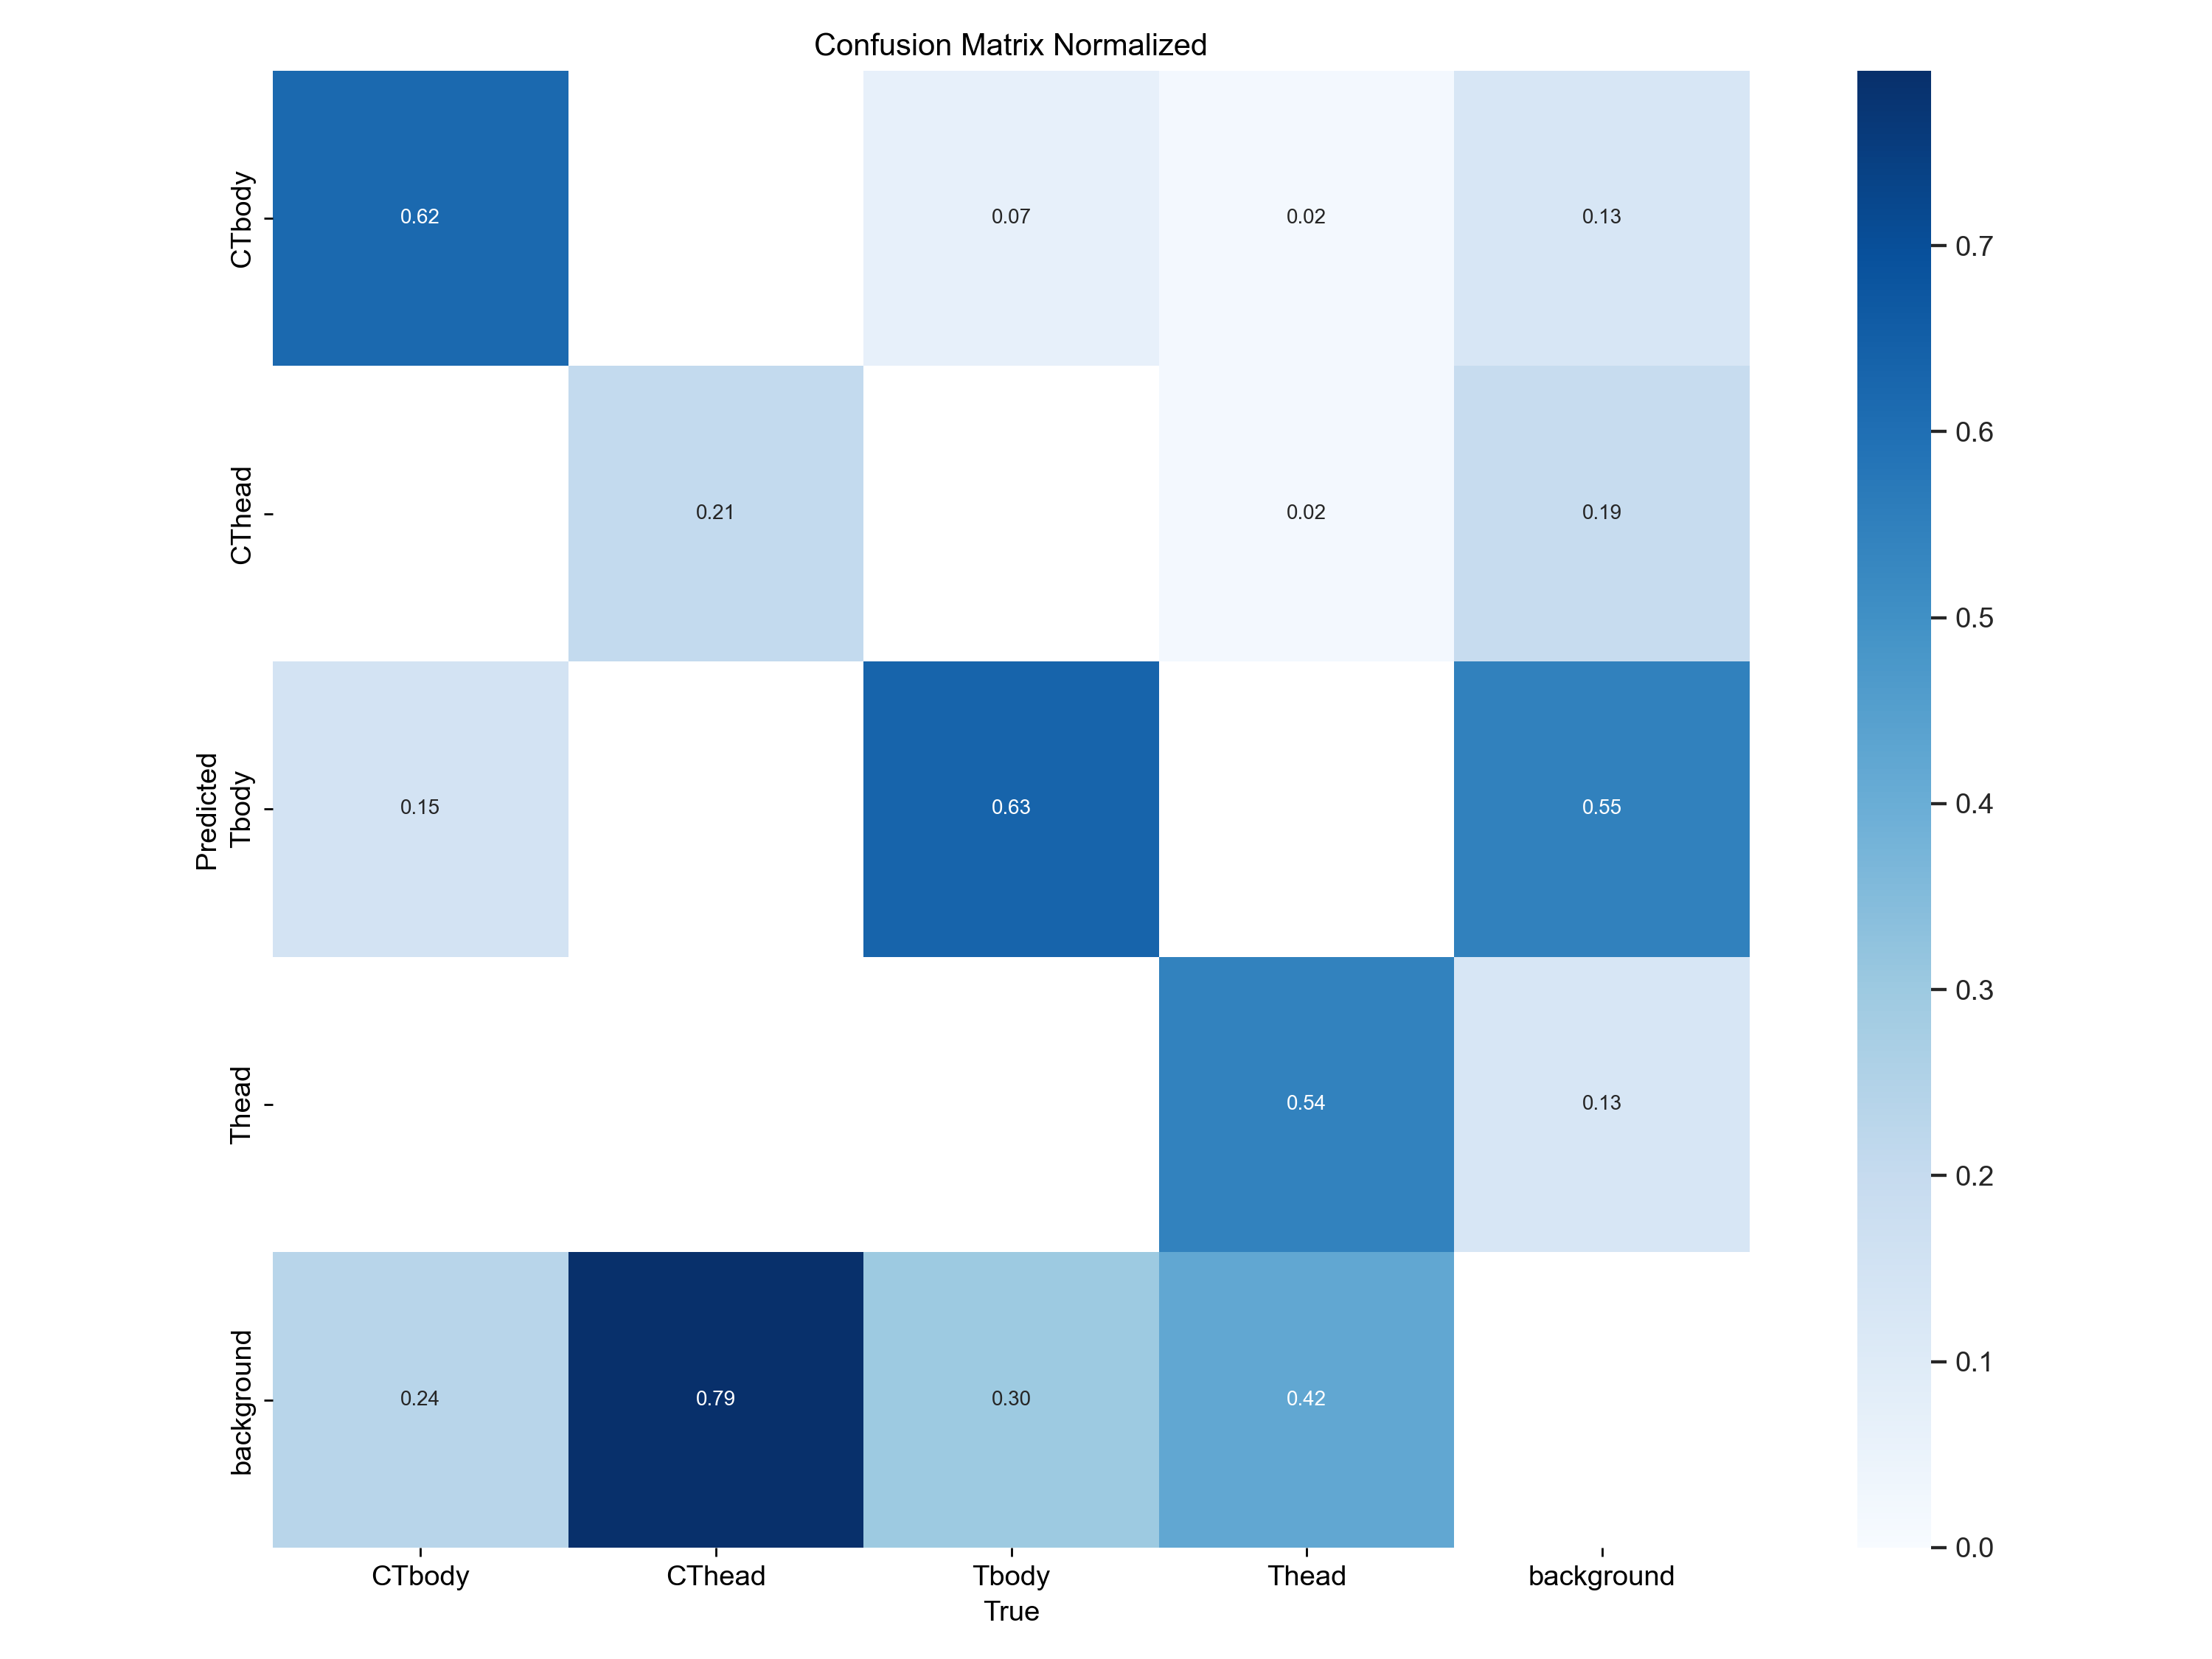 Confusion Matrix Normalized
CTbody
0.62
0.07
0.02
0.13
0.7
0.6
CThead
0.21
0.02
0.19
0.5
Predicted
Tbody
0.15
0.63
0.55
0.4
0.3
Thead
0.54
0.13
0.2
0.1
background
0.24
0.79
0.30
0.42
0.0
CTbody
CThead
Tbody
Thead
background
True